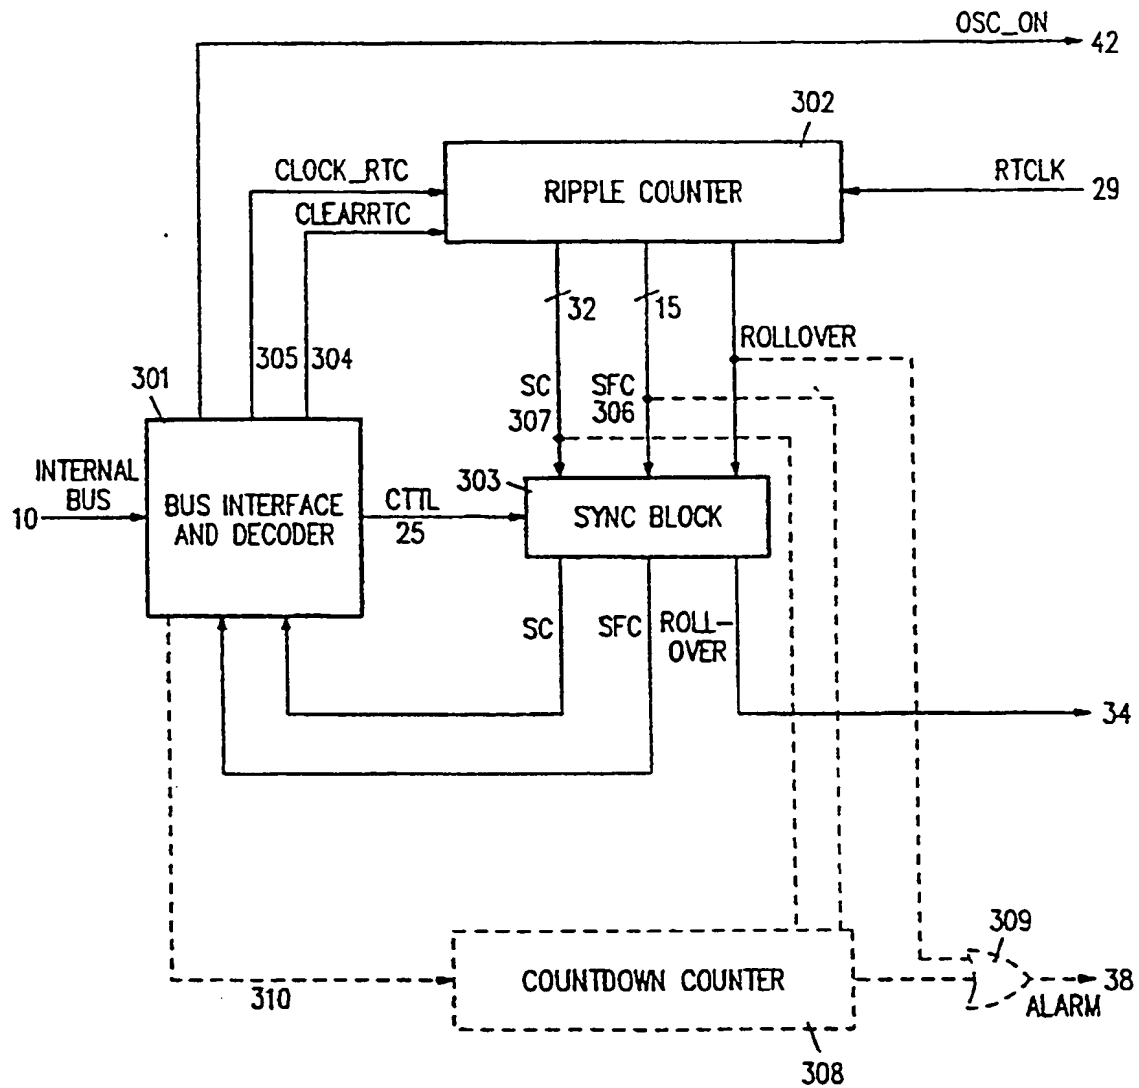 OSC_ON
42
302
CLOCK_RTC
RIPPLE COUNTER
RTCLK
29
CLEARRTC
32
15
305
304
ROLLOVER
301
SC
307
SFC
306
INTERNAL
BUS
10
BUS INTERFACE
AND DECODER
CTTL
25
303
SYNC BLOCK
SC
SFC
ROLL-
OVER
34
309
310
COUNTDOWN COUNTER
38
ALARM
308